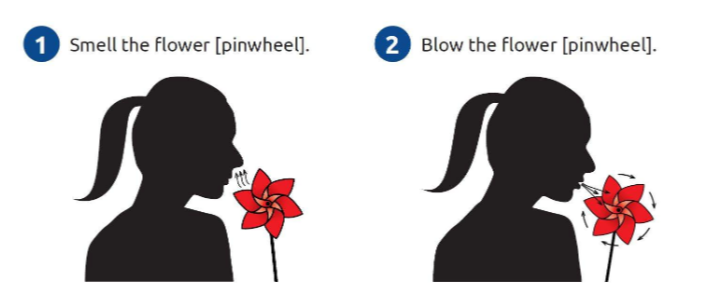 1 Smell the flower [pinwheel].
2 Blow the flower [pinwheel].